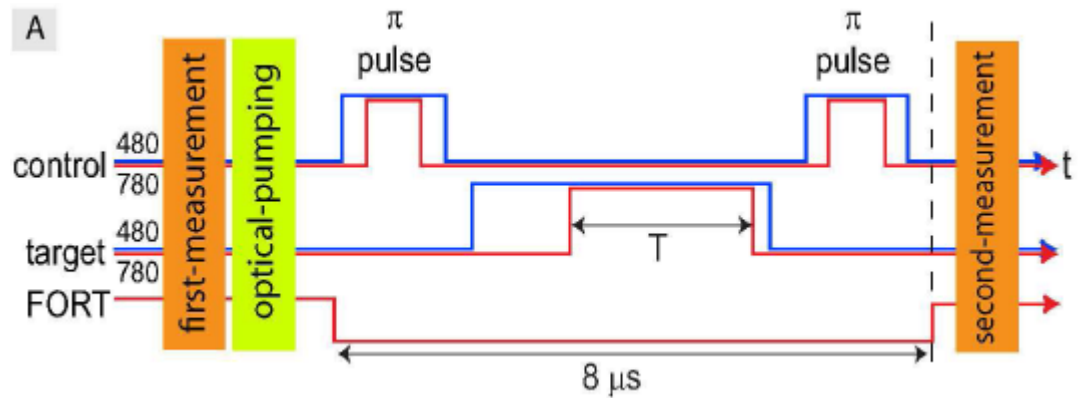 A
π
pulse
π
pulse
first-measurement
optical-pumping
second-measurement
480
control
780
t
480
target
780
T
FORT
8 μs